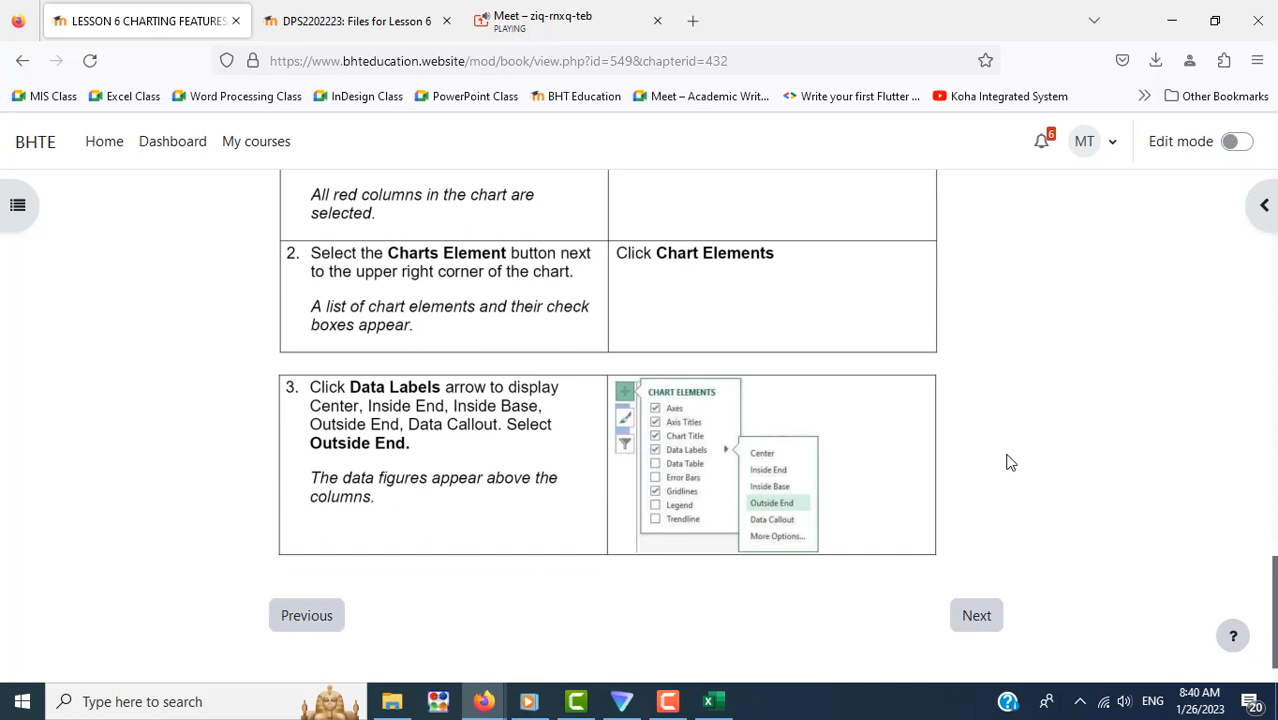 LESSON 6 CHARTING FEATURES
DPS2202223: Files for Lesson 6
Meet – ziq-rnxq-teb
PLAYING
https://www.bhteducation.website/mod/book/view.php?id=549&chapterid=432
MIS Class
Excel Class
Word Processing Class
InDesign Class
PowerPoint Class
BHT Education
Meet – Academic Writ...
Write your first Flutter ...
Koha Integrated System
Other Bookmarks
BHTE
Home
Dashboard
My courses
6
MT
Edit mode
All red columns in the chart are
selected.
2. Select the Charts Element button next
to the upper right corner of the chart.
A list of chart elements and their check
boxes appear.
Click Chart Elements
3. Click Data Labels arrow to display
Center, Inside End, Inside Base,
Outside End, Data Callout. Select
Outside End.
The data figures appear above the
columns.
CHART ELEMENTS
Axes
Axis Titles
Chart Title
Data Labels
Data Table
Error Bars
Gridlines
Legend
Trendline
Center
Inside End
Inside Base
Outside End
Data Callout
More Options...
Previous
Next
?
Type here to search
ENG
8:40 AM
1/26/2023
20